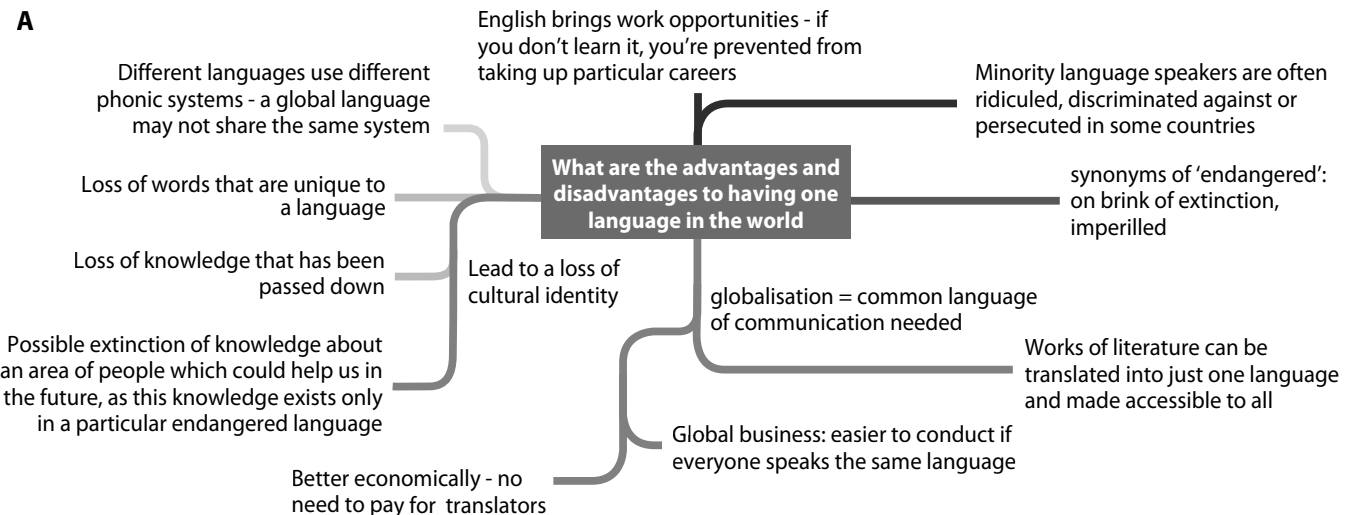 A
English brings work opportunities - if
you don’t learn it, you’re prevented from
taking up particular careers
Different languages use different
phonic systems - a global language
may not share the same system
Minority language speakers are often
ridiculed, discriminated against or
persecuted in some countries
What are the advantages and
disadvantages to having one
language in the world
Loss of words that are unique to
a language
synonyms of ‘endangered’:
on brink of extinction,
imperilled
Loss of knowledge that has been
passed down
Lead to a loss of
cultural identity
globalisation = common language
of communication needed
Possible extinction of knowledge about
an area of people which could help us in
the future, as this knowledge exists only
in a particular endangered language
Works of literature can be
translated into just one language
and made accessible to all
Global business: easier to conduct if
everyone speaks the same language
Better economically - no
need to pay for translators